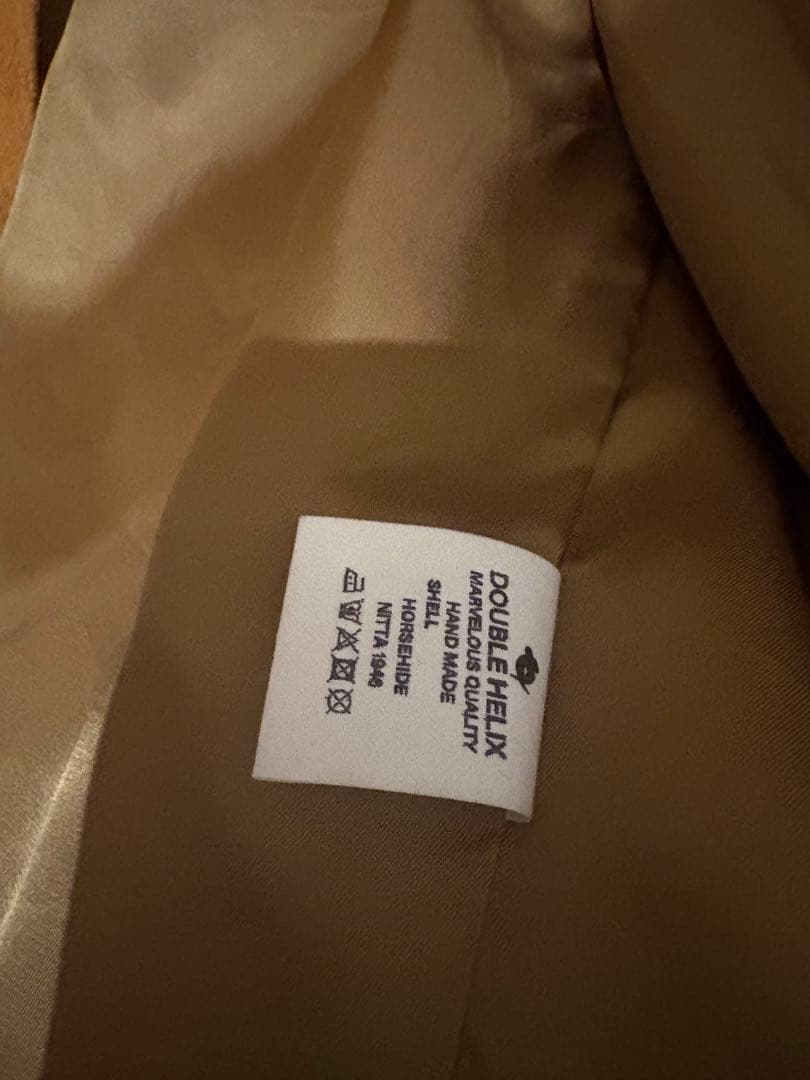 DOUBLE HELIX
MARVELOUS QUALITY
HAND MADE
SHELL
HORSEHIDE
NITTA 1946